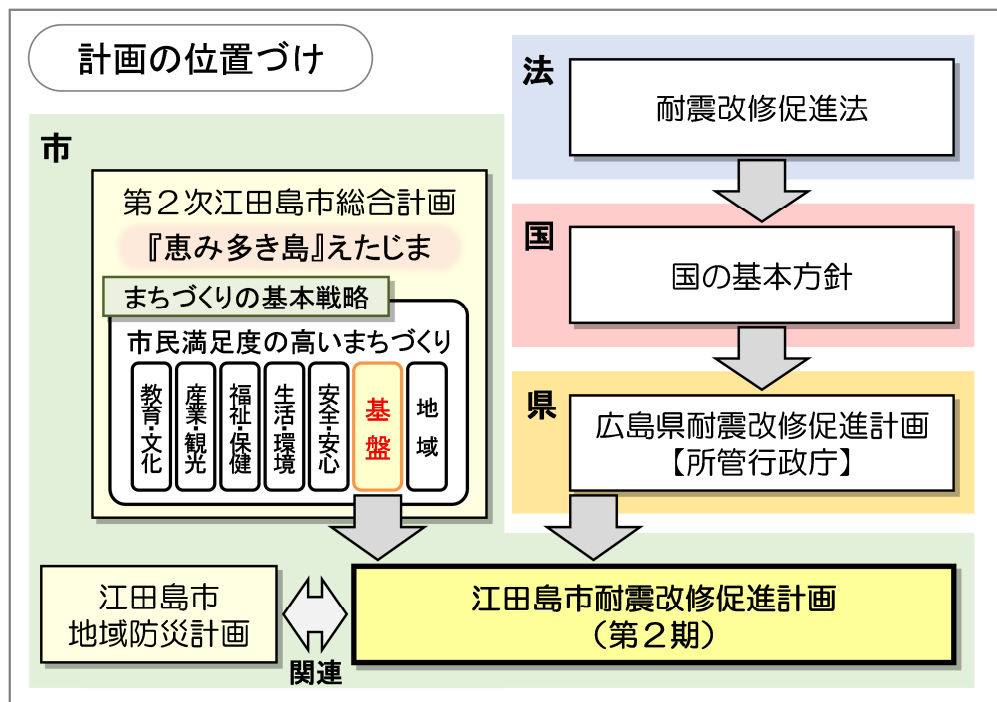 計画の位置づけ
法
耐震改修促進法
国
国の基本方針
県
広島県耐震改修促進計画
【所管行政庁】
市
第２次江田島市総合計画
『恵み多き島』えたじま
まちづくりの基本戦略
市民満足度の高いまちづくり
教育・文化
産業・観光
福祉・保健
生活・環境
安全・安心
基盤
地域
江田島市
地域防災計画
関連
江田島市耐震改修促進計画
（第２期）